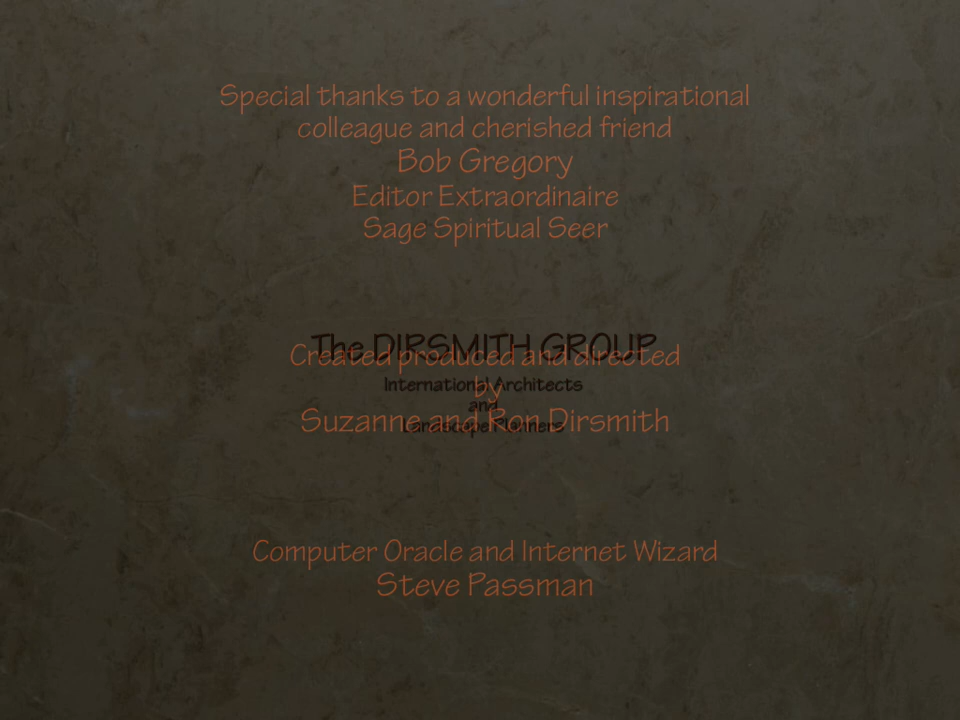 Special thanks to a wonderful inspirational
colleague and cherished friend
Bob Gregory
Editor Extraordinaire
Sage Spiritual Seer
The DIRSMITH GROUP
Created produced and directed
International Architects
by
and
Suzanne and Ron Dirsmith
Landscape Planners
Computer Oracle and Internet Wizard
Steve Passman